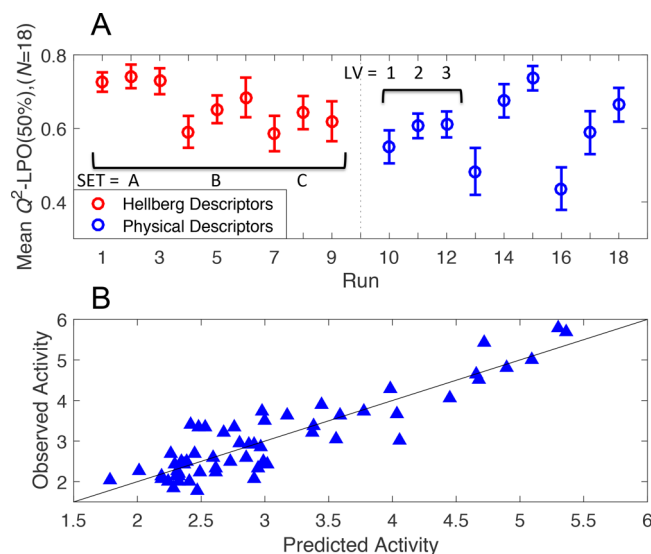 A
Mean Q²-LPO(50%),(N=18)
0.8
0.6
0.4
LV = 1 2 3
SET = A B C
Hellberg Descriptors
Physical Descriptors
1 3 5 7 9 10 12 14 16 18
Run
B
Observed Activity
6
5
4
3
2
1.5 2 2.5 3 3.5 4 4.5 5 5.5 6
Predicted Activity